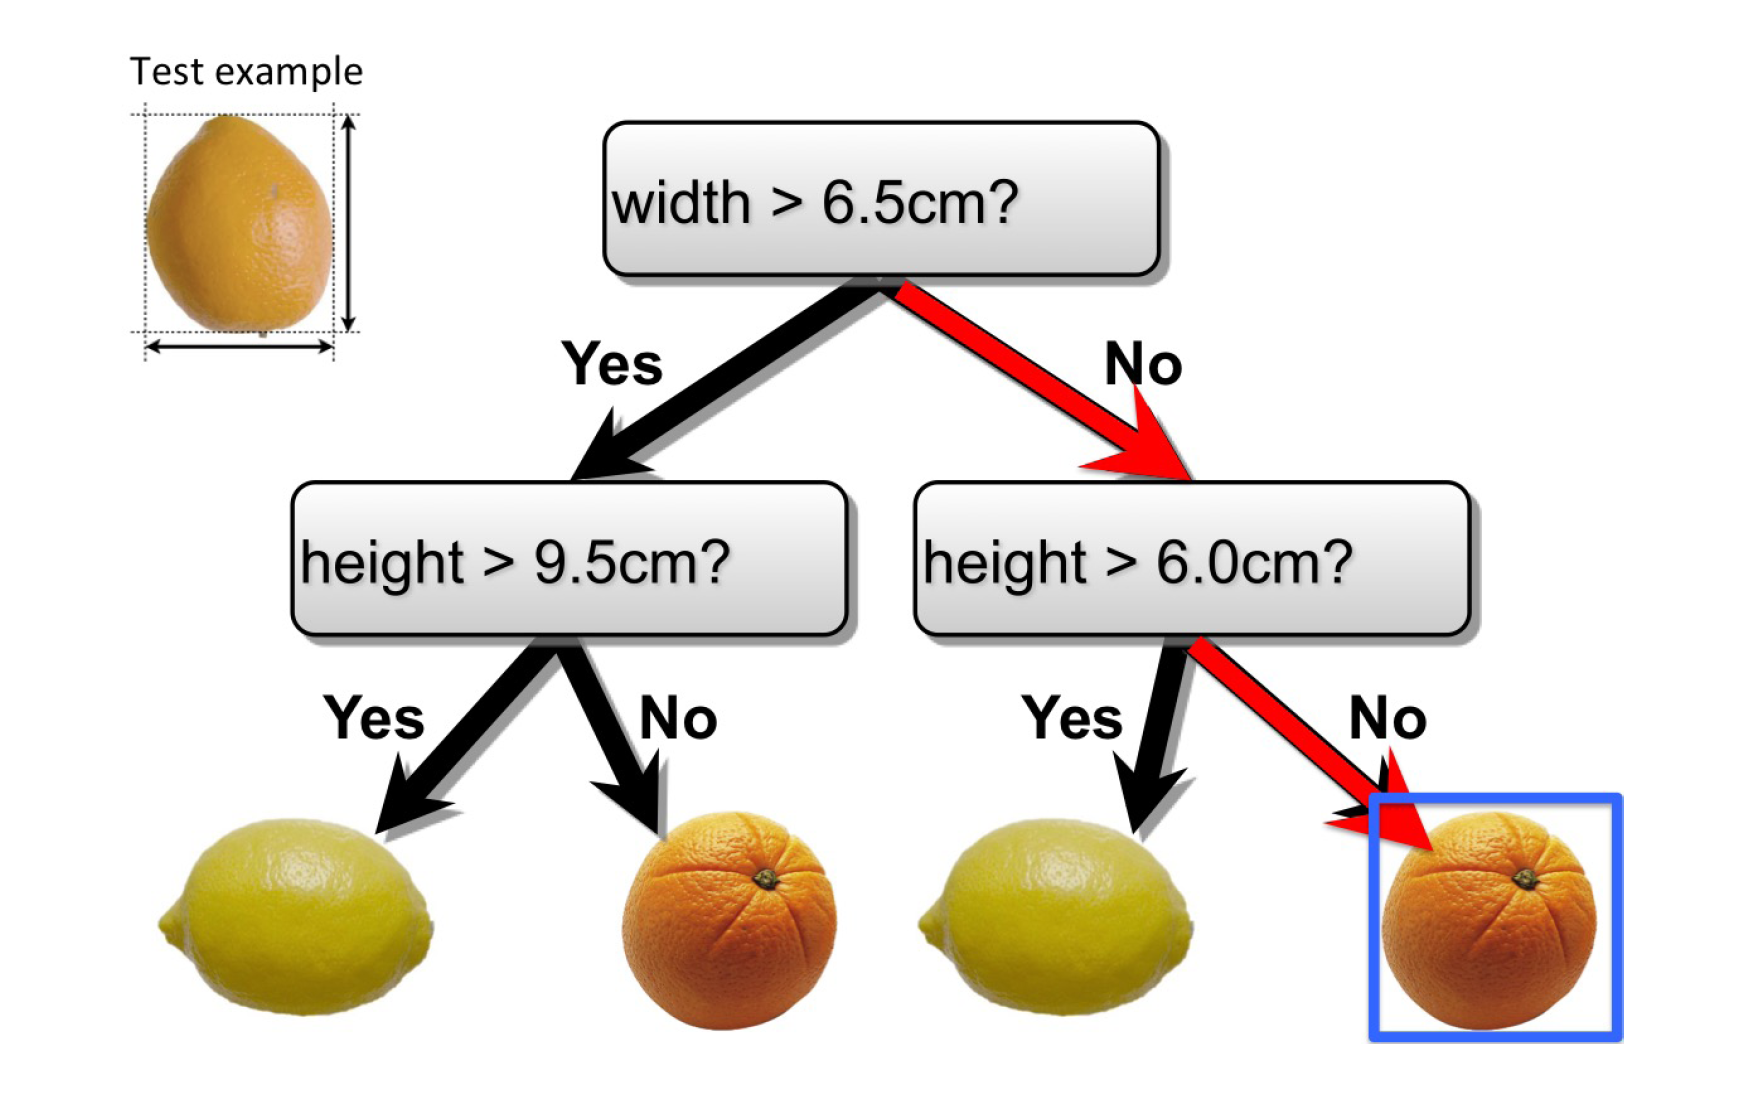 Test example
width > 6.5cm?
Yes
No
height > 9.5cm?
height > 6.0cm?
Yes
No
Yes
No